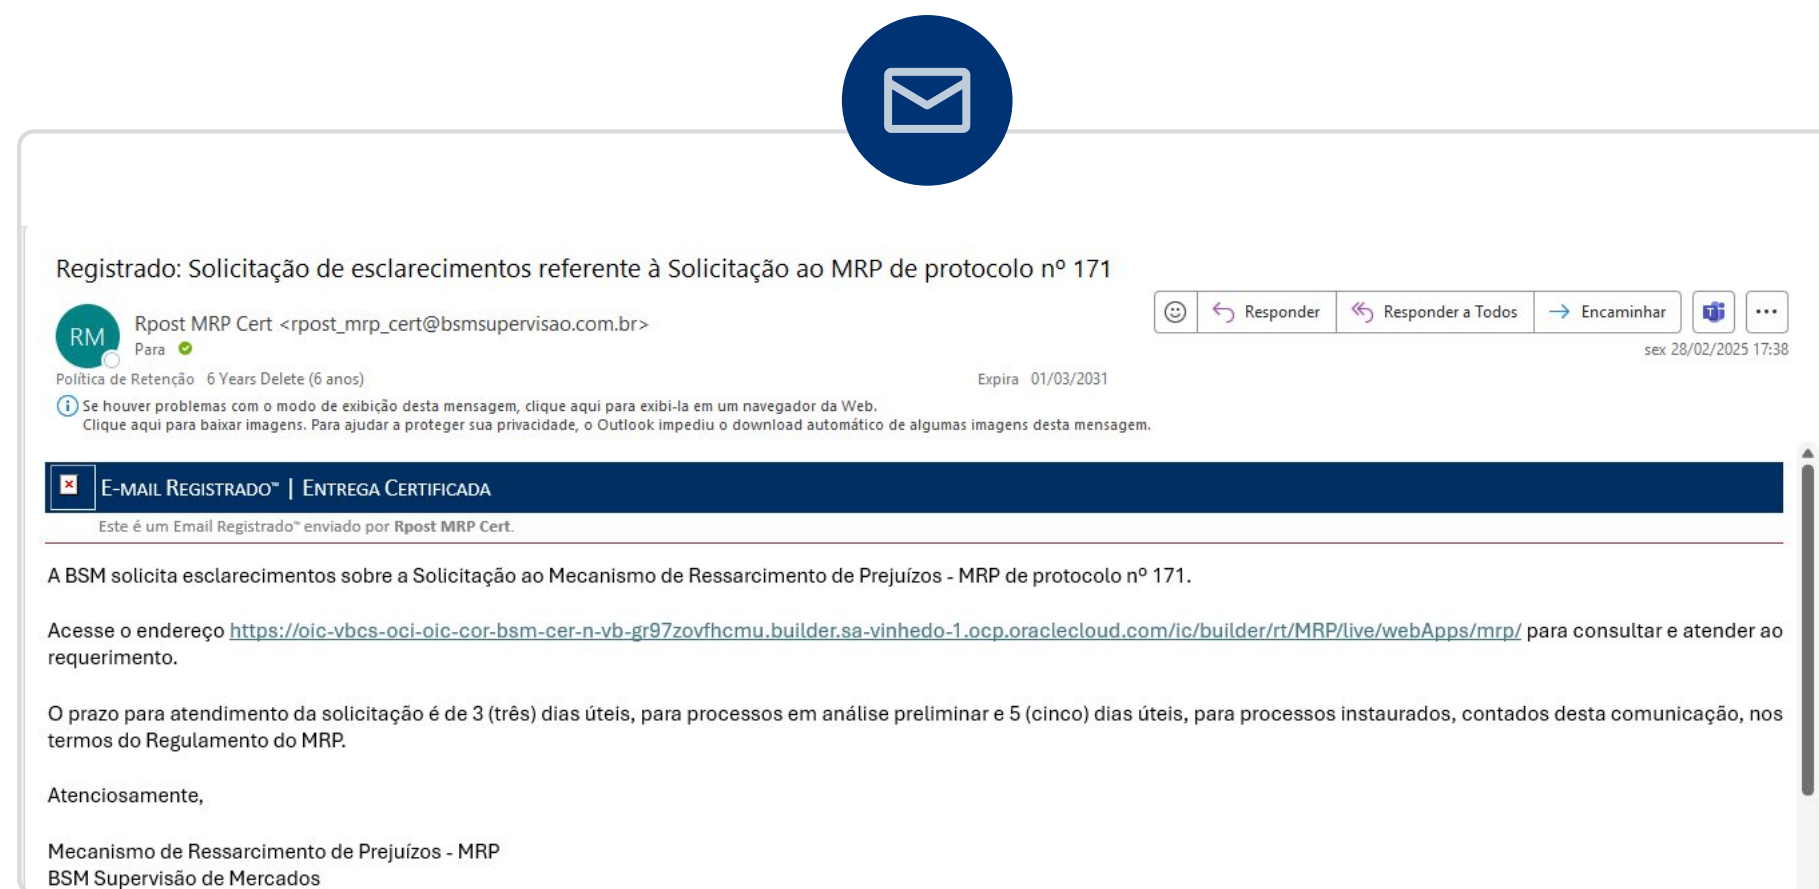 Registrado: Solicitação de esclarecimentos referente à Solicitação ao MRP de protocolo nº 171
RM
Rpost MRP Cert <rpost_mrp_cert@bsmsupervisao.com.br>
Para
Responder
Responder a Todos
Encaminhar
sex 28/02/2025 17:38
Política de Retenção 6 Years Delete (6 anos)
Expira 01/03/2031
Se houver problemas com o modo de exibição desta mensagem, clique aqui para exibi-la em um navegador da Web.
Clique aqui para baixar imagens. Para ajudar a proteger sua privacidade, o Outlook impediu o download automático de algumas imagens desta mensagem.
E-MAIL REGISTRADO™ | ENTREGA CERTIFICADA
Este é um Email Registrado™ enviado por Rpost MRP Cert.
A BSM solicita esclarecimentos sobre a Solicitação ao Mecanismo de Ressarcimento de Prejuízos - MRP de protocolo nº 171.
Acesse o endereço https://oic-vbcs-oci-oic-cor-bsm-cer-n-vb-gr97zovfhcmu.builder.sa-vinhedo-1.ocp.oraclecloud.com/ic/builder/rt/MRP/live/webApps/mrp/ para consultar e atender ao
requerimento.
O prazo para atendimento da solicitação é de 3 (três) dias úteis, para processos em análise preliminar e 5 (cinco) dias úteis, para processos instaurados, contados desta comunicação, nos
termos do Regulamento do MRP.
Atenciosamente,
Mecanismo de Ressarcimento de Prejuízos - MRP
BSM Supervisão de Mercados